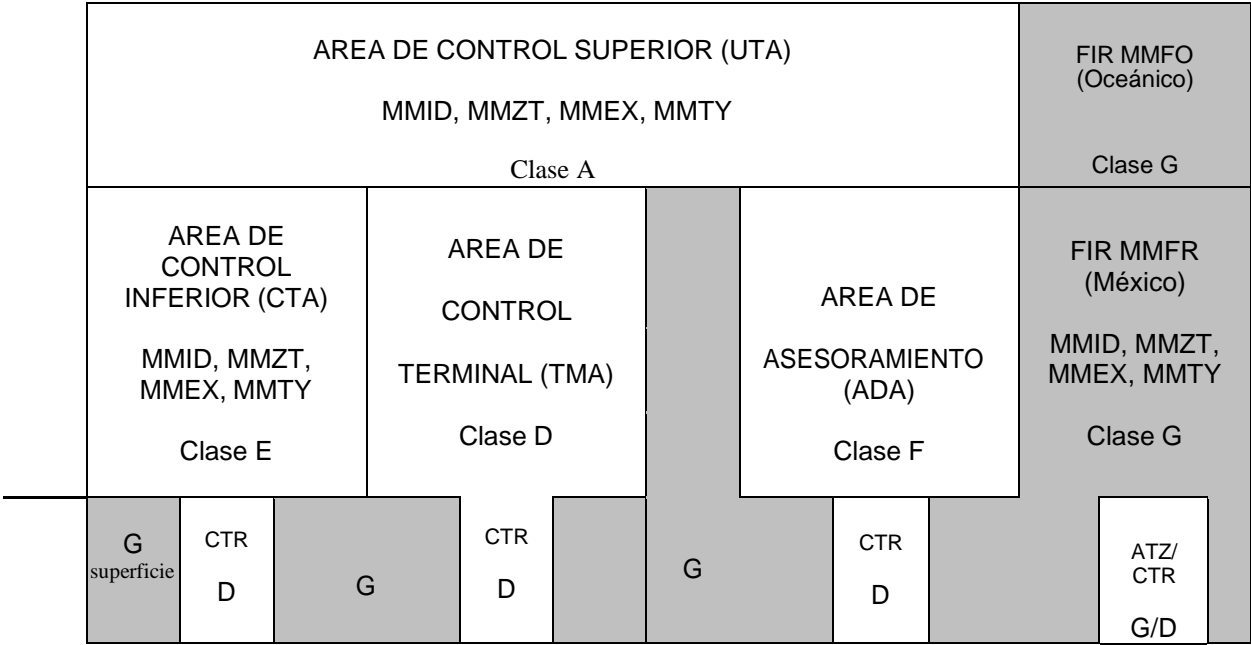 AREA DE CONTROL SUPERIOR (UTA)
MMID, MMZT, MMEX, MMTY
Clase A
FIR MMFO
(Oceánico)
Clase G
AREA DE
CONTROL
INFERIOR (CTA)
MMID, MMZT,
MMEX, MMTY
Clase E
AREA DE
CONTROL
TERMINAL (TMA)
Clase D
AREA DE
ASESORAMIENTO
(ADA)
Clase F
FIR MMFR
(México)
MMID, MMZT,
MMEX, MMTY
Clase G
G
superficie
CTR
D
G
CTR
D
G
CTR
D
ATZ/
CTR
G/D